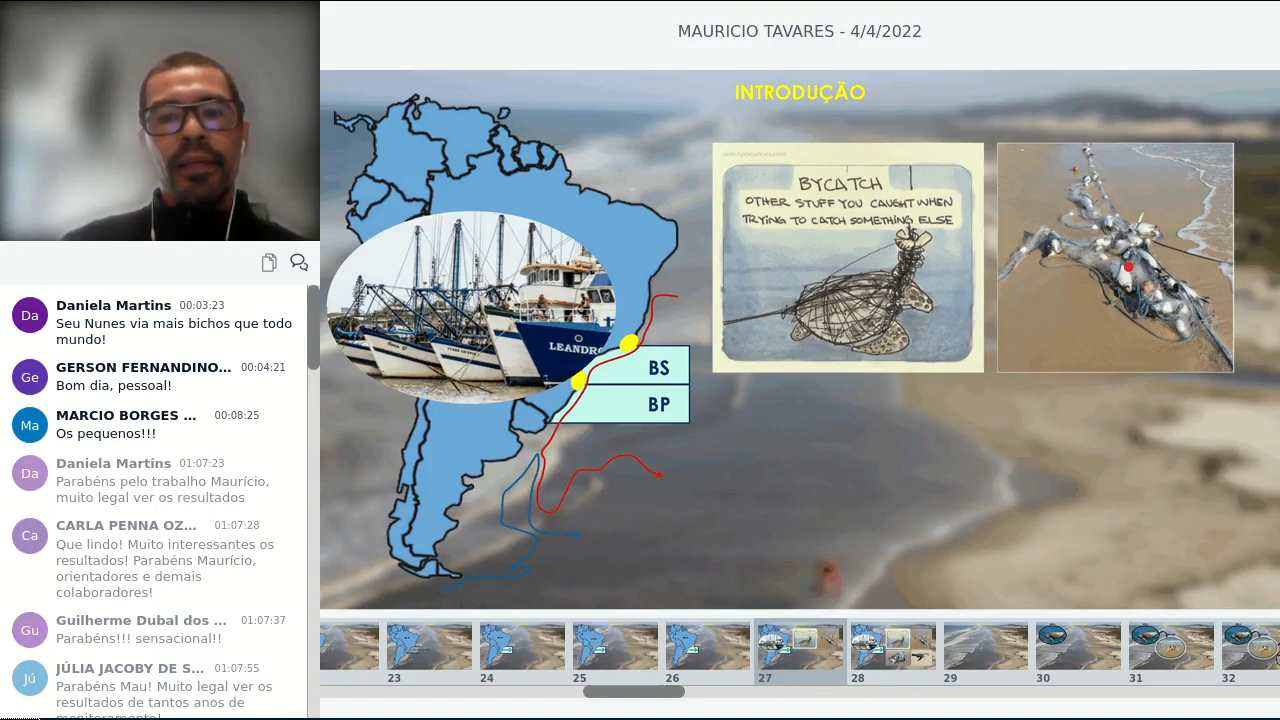 MAURICIO TAVARES - 4/4/2022
INTRODUÇÃO
BYCATCH
OTHER STUFF YOU CAUGHT WHEN
TRYING TO CATCH SOMETHING ELSE
LEANDRO
BS
BP
Da
Daniela Martins 00:03:23
Seu Nunes via mais bichos que todo
mundo!
Ge
GERSON FERNANDINO... 00:04:21
Bom dia, pessoal!
Ma
MARCIO BORGES ... 00:08:25
Os pequenos!!!
Da
Daniela Martins 01:07:23
Parabéns pelo trabalho Maurício,
muito legal ver os resultados
Ca
CARLA PENNA OZ... 01:07:28
Que lindo! Muito interessantes os
resultados! Parabéns Maurício,
orientadores e demais
colaboradores!
Gu
Guilherme Dubal dos ... 01:07:37
Parabéns!!! sensacional!!
Jú
JÚLIA JACOBY DE S... 01:07:55
Parabéns Mau! Muito legal ver os
resultados de tantos anos de
monitoramento!
23
24
25
26
27
28
29
30
31
32